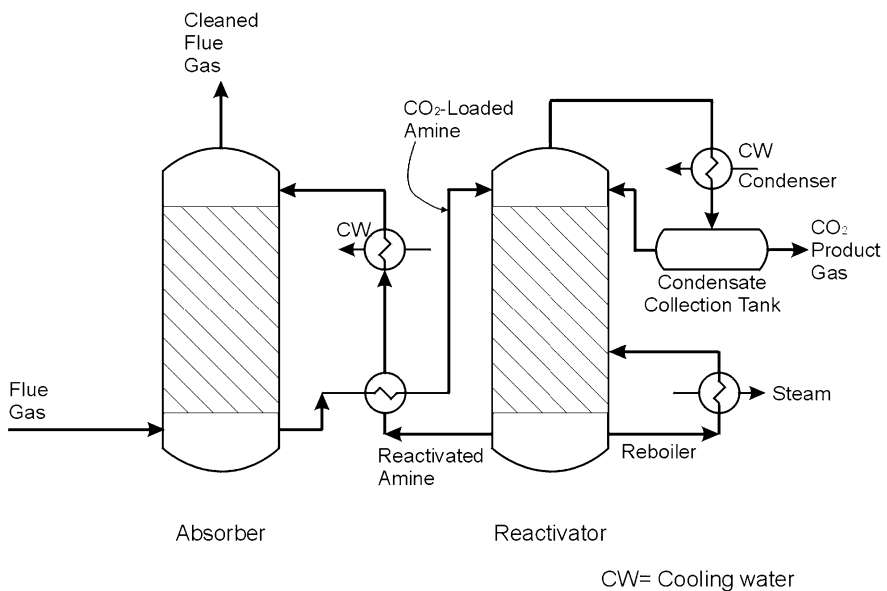 Cleaned
Flue
Gas
CO₂-Loaded
Amine
CW
Condenser
CW
CO₂
Product
Gas
Condensate
Collection Tank
Flue
Gas
Steam
Reactivated
Amine
Reboiler
Absorber
Reactivator
CW= Cooling water